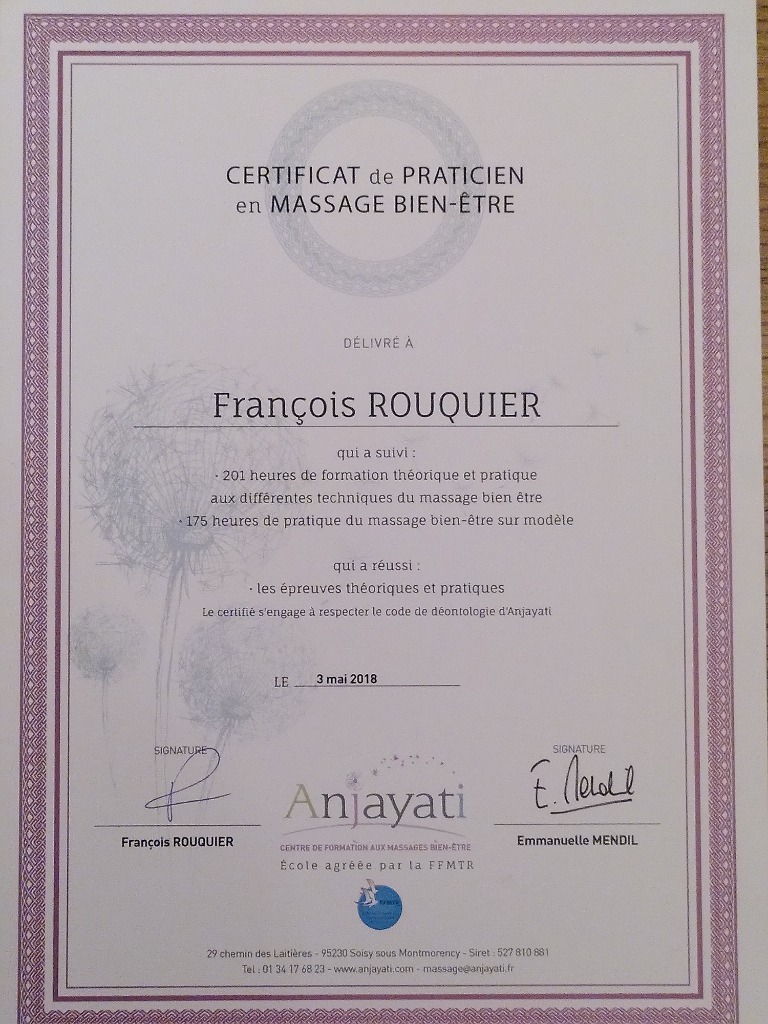 CERTIFICAT de PRATICIEN
en MASSAGE BIEN-ÊTRE
DÉLIVRÉ À
François ROUQUIER
qui a suivi :
· 201 heures de formation théorique et pratique
aux différentes techniques du massage bien être
· 175 heures de pratique du massage bien-être sur modèle
qui a réussi :
· les épreuves théoriques et pratiques
Le certifié s'engage à respecter le code de déontologie d'Anjayati
LE 3 mai 2018
SIGNATURE
François ROUQUIER
SIGNATURE
E. Mendil
Emmanuelle MENDIL
Anjayati
CENTRE DE FORMATION AUX MASSAGES BIEN-ÊTRE
École agréée par la FFMTR
FFMTR
29 chemin des Laitières - 95230 Soisy sous Montmorency - Siret : 527 810 881
Tel : 01 34 17 68 23 - www.anjayati.com - massage@anjayati.fr